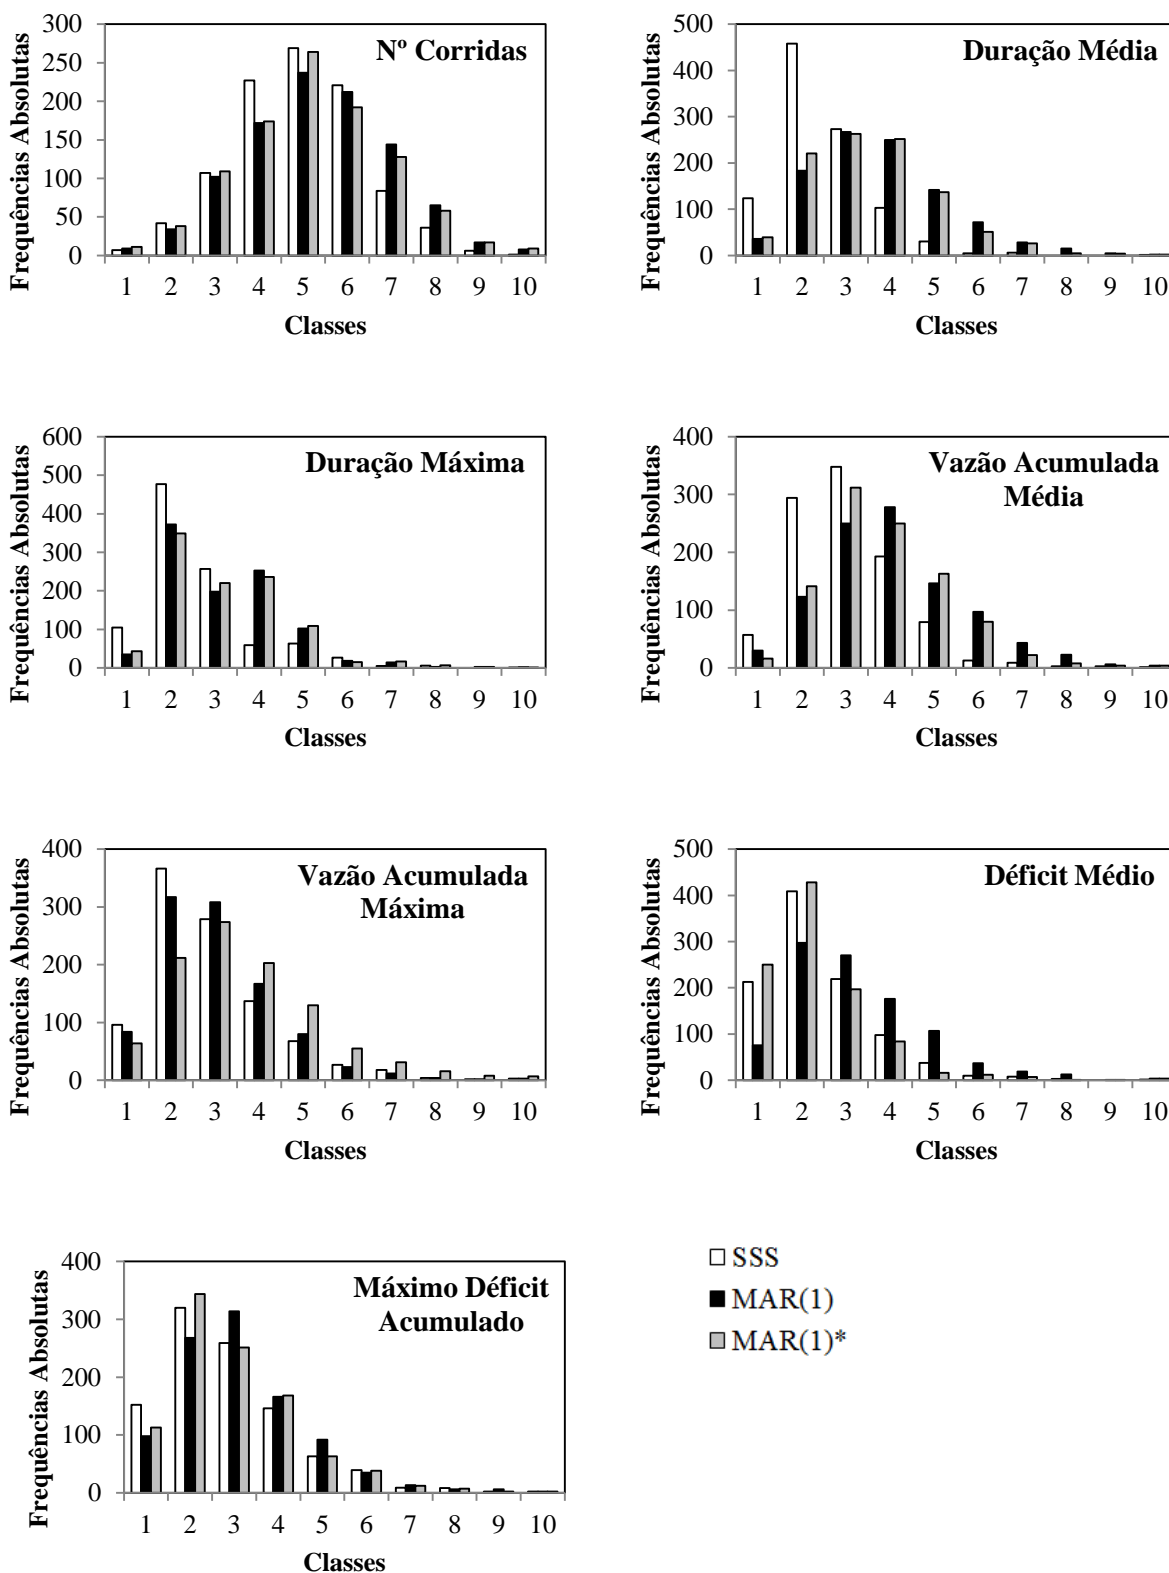 Nº Corridas
Frequências Absolutas
300
250
200
150
100
50
0
1 2 3 4 5 6 7 8 9 10
Classes
Duração Média
Frequências Absolutas
500
400
300
200
100
0
1 2 3 4 5 6 7 8 9 10
Classes
Duração Máxima
Frequências Absolutas
600
500
400
300
200
100
0
1 2 3 4 5 6 7 8 9 10
Classes
Vazão Acumulada
Média
Frequências Absolutas
400
300
200
100
0
1 2 3 4 5 6 7 8 9 10
Classes
Vazão Acumulada
Máxima
Frequências Absolutas
400
300
200
100
0
1 2 3 4 5 6 7 8 9 10
Classes
Déficit Médio
Frequências Absolutas
500
400
300
200
100
0
1 2 3 4 5 6 7 8 9 10
Classes
Máximo Déficit
Acumulado
Frequências Absolutas
400
300
200
100
0
1 2 3 4 5 6 7 8 9 10
Classes
SSS
MAR(1)
MAR(1)*